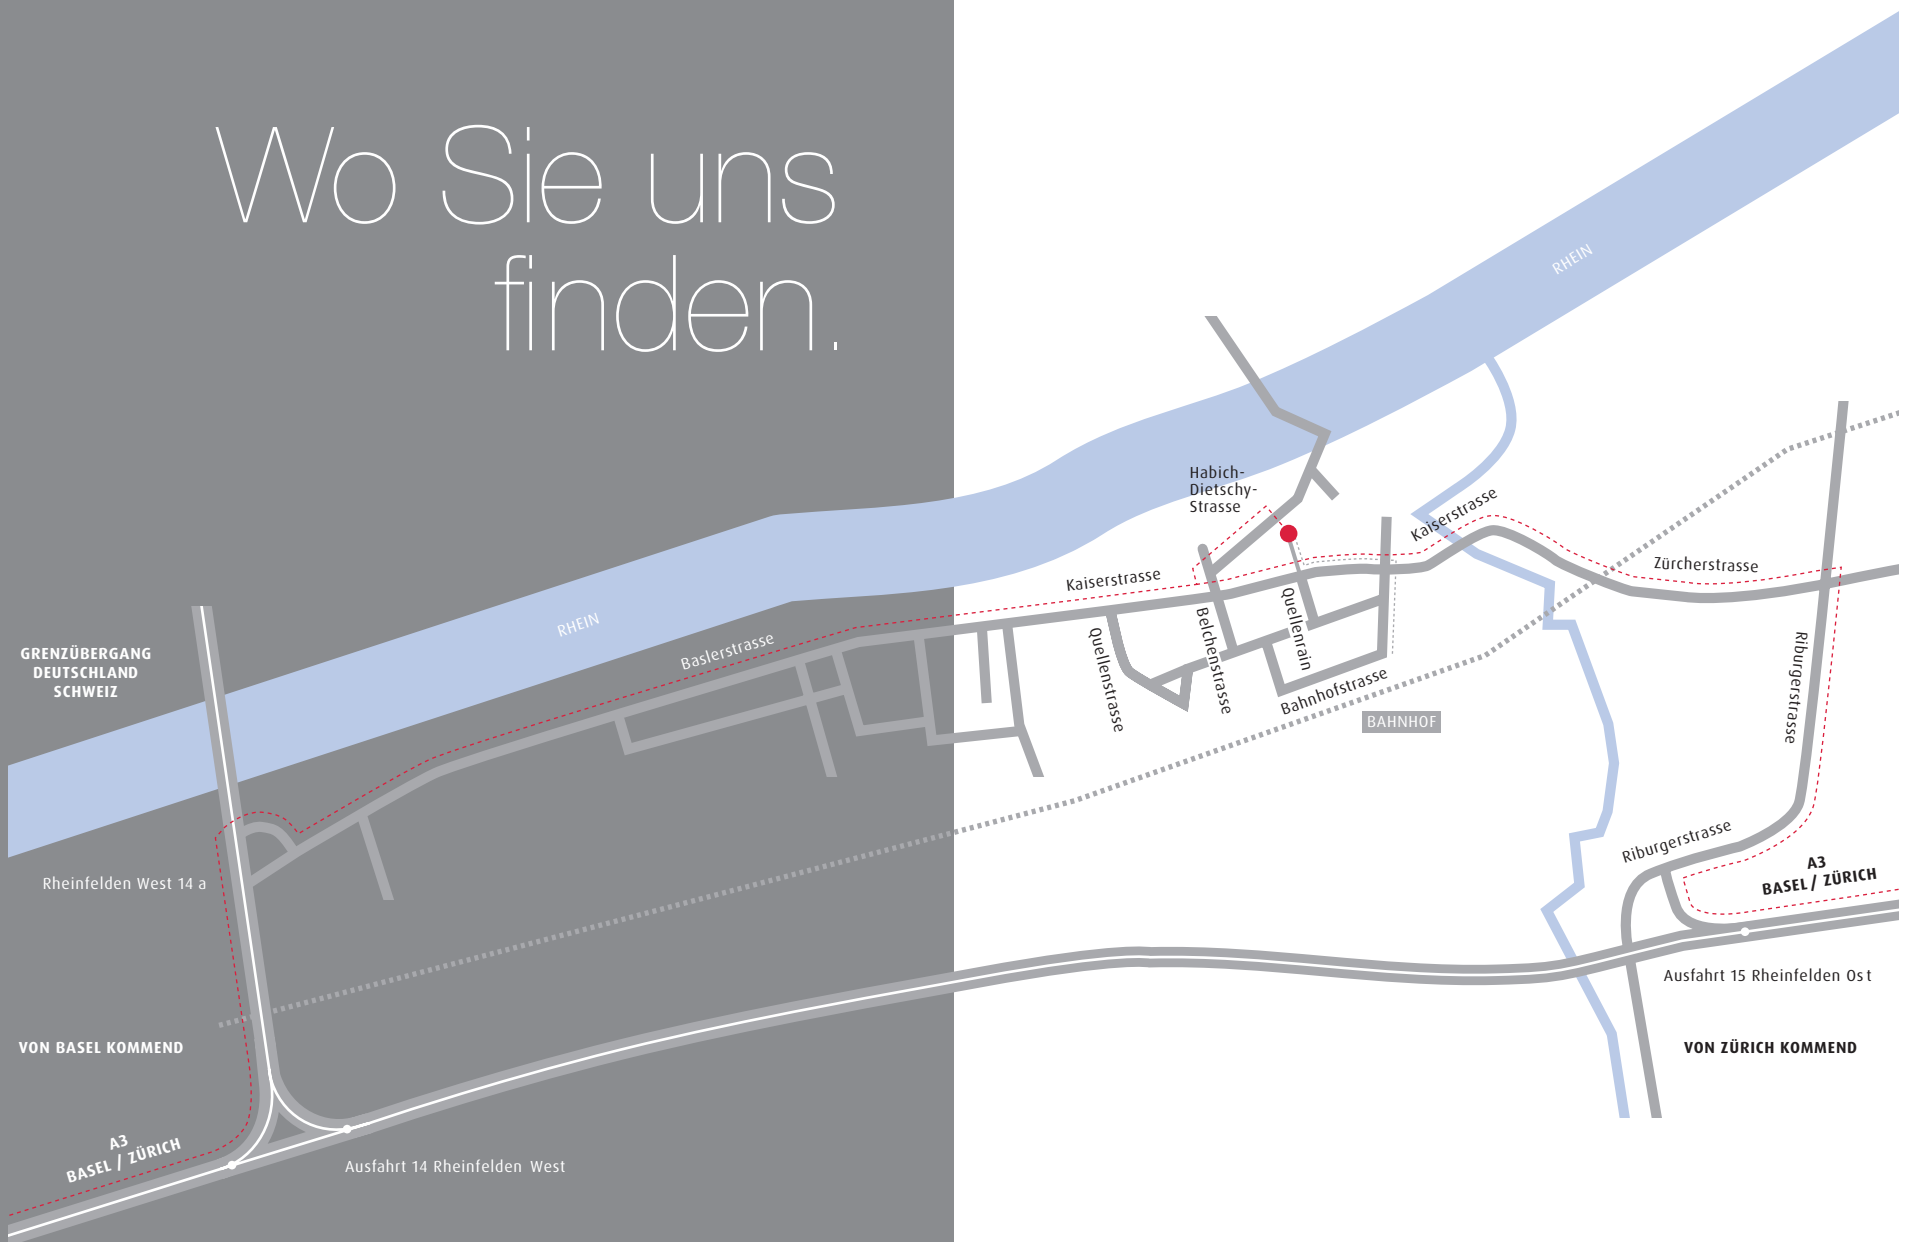 Wo Sie uns
finden.
RHEIN
Habich-
Dietschy-
Strasse
Kaiserstrasse
Zürcherstrasse
Kaiserstrasse
Quellenrain
Belchenstrasse
Quellenstrasse
Bahnhofstrasse
BAHNHOF
RHEIN
Baslerstrasse
GRENZÜBERGANG
DEUTSCHLAND
SCHWEIZ
Riburgerstrasse
Riburgerstrasse
A3
BASEL / ZÜRICH
Rheinfelden West 14 a
Ausfahrt 15 Rheinfelden Ost
VON BASEL KOMMEND
VON ZÜRICH KOMMEND
A3
BASEL / ZÜRICH
Ausfahrt 14 Rheinfelden West